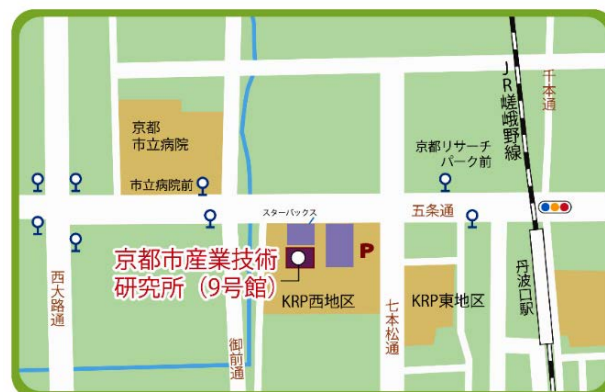 JR嵯峨野線
千本通
京都
市立病院
市立病院前
京都リサーチ
パーク前
スターバックス
五条通
P
京都市産業技術
研究所（9号館）
KRP西地区
KRP東地区
西大路通
御前通
七本松通
丹波口駅